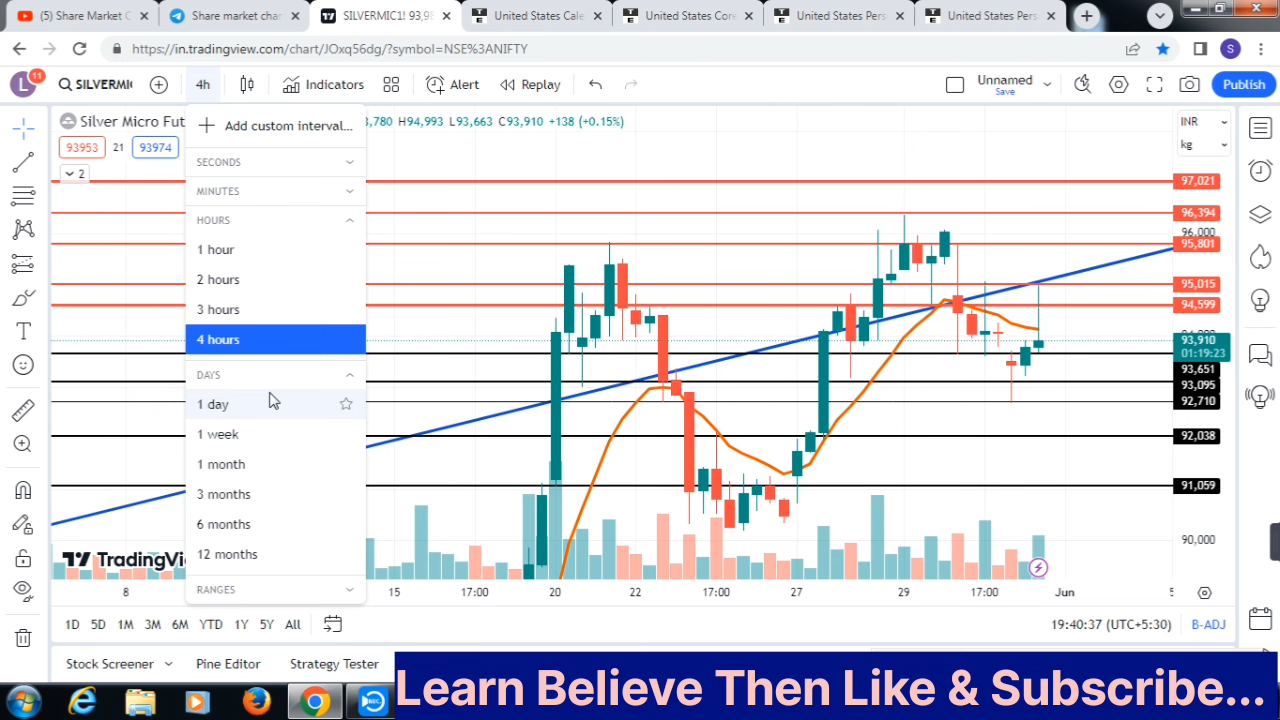 (5) Share Market C
Share market cha
SILVERMIC1! 93,9
United States
United States Con
United States Pers
United States Pers
https://in.tradingview.com/chart/JOxq56dg/?symbol=NSE%3ANIFTY
S
L
11
SILVERMIC
4h
Indicators
Alert
Replay
Unnamed
Save
Publish
Silver Micro Fut
3,780 H94,993 L93,663 C93,910 +138 (+0.15%)
93953
21
93974
2
Add custom interval...
SECONDS
MINUTES
HOURS
1 hour
2 hours
3 hours
4 hours
DAYS
1 day
1 week
1 month
3 months
6 months
12 months
RANGES
INR
kg
97,021
96,394
96,000
95,801
95,015
94,599
93,910
01:19:23
93,651
93,095
92,710
92,038
91,059
90,000
TradingVi
8
15
17:00
20
22
17:00
27
29
17:00
Jun
5
1D
5D
1M
3M
6M
YTD
1Y
5Y
All
19:40:37 (UTC+5:30)
B-ADJ
Stock Screener
Pine Editor
Strategy Tester
Learn Believe Then Like & Subscribe...